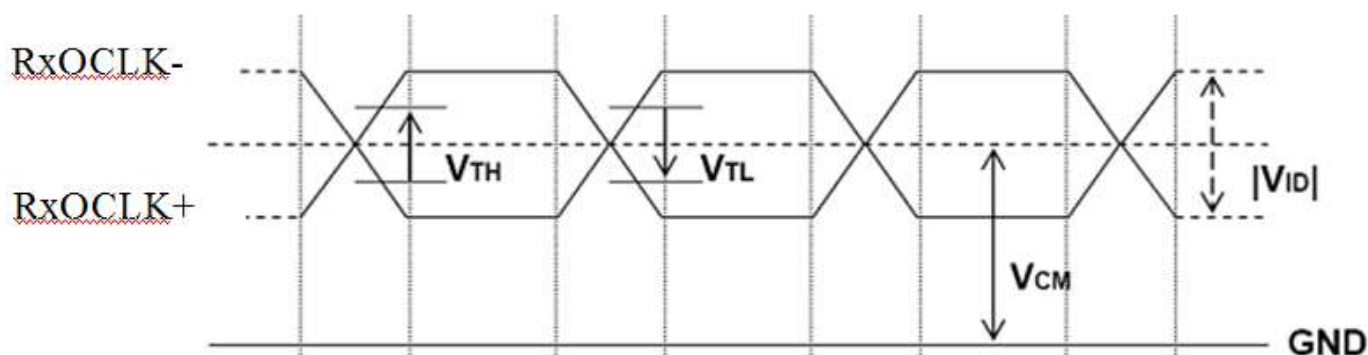 RxOCLK-
VTH
VTL
|VID|
RxOCLK+
VCM
GND